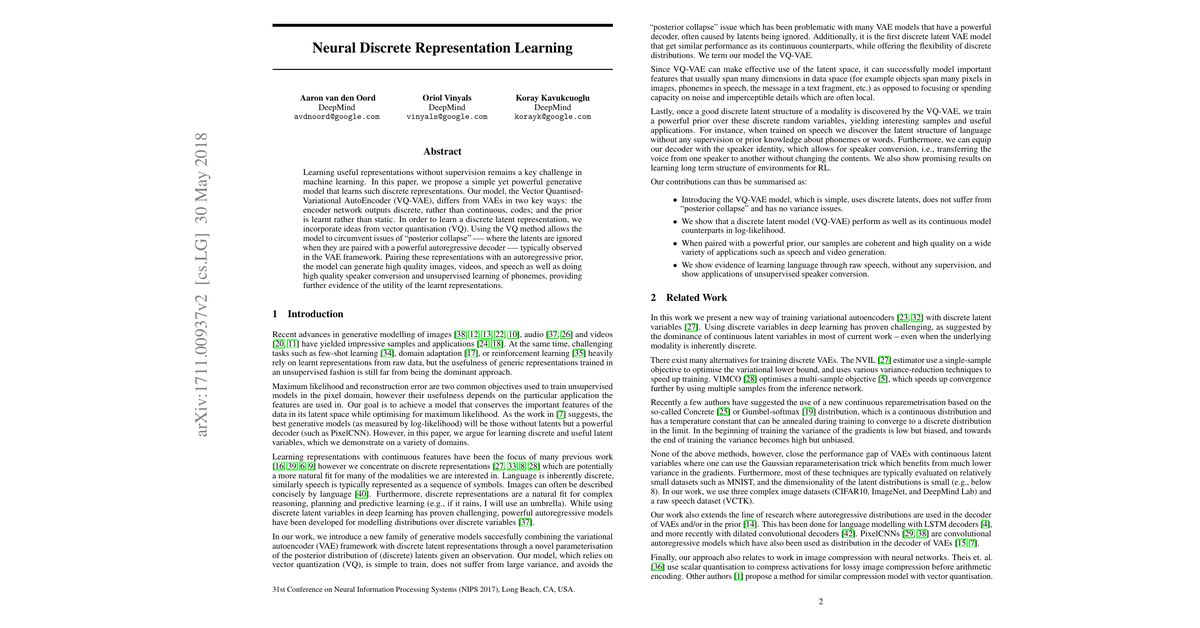 arXiv:1711.00937v2 [cs.LG] 30 May 2018
Neural Discrete Representation Learning
Aaron van den Oord
DeepMind
avdnoord@google.com
Oriol Vinyals
DeepMind
vinyals@google.com
Koray Kavukcuoglu
DeepMind
korayk@google.com
Abstract
Learning useful representations without supervision remains a key challenge in
machine learning. In this paper, we propose a simple yet powerful generative
model that learns such discrete representations. Our model, the Vector Quantised-
Variational AutoEncoder (VQ-VAE), differs from VAEs in two key ways: the
encoder network outputs discrete, rather than continuous, codes; and the prior
is learnt rather than static. In order to learn a discrete latent representation, we
incorporate ideas from vector quantisation (VQ). Using the VQ method allows the
model to circumvent issues of “posterior collapse” -— where the latents are ignored
when they are paired with a powerful autoregressive decoder -— typically observed
in the VAE framework. Pairing these representations with an autoregressive prior,
the model can generate high quality images, videos, and speech as well as doing
high quality speaker conversion and unsupervised learning of phonemes, providing
further evidence of the utility of the learnt representations.
1 Introduction
Recent advances in generative modelling of images [38, 12, 13, 22, 10], audio [37, 26] and videos
[20, 11] have yielded impressive samples and applications [24, 18]. At the same time, challenging
tasks such as few-shot learning [34], domain adaptation [17], or reinforcement learning [35] heavily
rely on learnt representations from raw data, but the usefulness of generic representations trained in
an unsupervised fashion is still far from being the dominant approach.
Maximum likelihood and reconstruction error are two common objectives used to train unsupervised
models in the pixel domain, however their usefulness depends on the particular application the
features are used in. Our goal is to achieve a model that conserves the important features of the
data in its latent space while optimising for maximum likelihood. As the work in [7] suggests, the
best generative models (as measured by log-likelihood) will be those without latents but a powerful
decoder (such as PixelCNN). However, in this paper, we argue for learning discrete and useful latent
variables, which we demonstrate on a variety of domains.
Learning representations with continuous features have been the focus of many previous work
[16, 39, 6, 9] however we concentrate on discrete representations [27, 33, 8, 28] which are potentially
a more natural fit for many of the modalities we are interested in. Language is inherently discrete,
similarly speech is typically represented as a sequence of symbols. Images can often be described
concisely by language [40]. Furthermore, discrete representations are a natural fit for complex
reasoning, planning and predictive learning (e.g., if it rains, I will use an umbrella). While using
discrete latent variables in deep learning has proven challenging, powerful autoregressive models
have been developed for modelling distributions over discrete variables [37].
In our work, we introduce a new family of generative models succesfully combining the variational
autoencoder (VAE) framework with discrete latent representations through a novel parameterisation
of the posterior distribution of (discrete) latents given an observation. Our model, which relies on
vector quantization (VQ), is simple to train, does not suffer from large variance, and avoids the
31st Conference on Neural Information Processing Systems (NIPS 2017), Long Beach, CA, USA.
“posterior collapse” issue which has been problematic with many VAE models that have a powerful
decoder, often caused by latents being ignored. Additionally, it is the first discrete latent VAE model
that get similar performance as its continuous counterparts, while offering the flexibility of discrete
distributions. We term our model the VQ-VAE.
Since VQ-VAE can make effective use of the latent space, it can successfully model important
features that usually span many dimensions in data space (for example objects span many pixels in
images, phonemes in speech, the message in a text fragment, etc.) as opposed to focusing or spending
capacity on noise and imperceptible details which are often local.
Lastly, once a good discrete latent structure of a modality is discovered by the VQ-VAE, we train
a powerful prior over these discrete random variables, yielding interesting samples and useful
applications. For instance, when trained on speech we discover the latent structure of language
without any supervision or prior knowledge about phonemes or words. Furthermore, we can equip
our decoder with the speaker identity, which allows for speaker conversion, i.e., transferring the
voice from one speaker to another without changing the contents. We also show promising results on
learning long term structure of environments for RL.
Our contributions can thus be summarised as:
• Introducing the VQ-VAE model, which is simple, uses discrete latents, does not suffer from
“posterior collapse” and has no variance issues.
• We show that a discrete latent model (VQ-VAE) perform as well as its continuous model
counterparts in log-likelihood.
• When paired with a powerful prior, our samples are coherent and high quality on a wide
variety of applications such as speech and video generation.
• We show evidence of learning language through raw speech, without any supervision, and
show applications of unsupervised speaker conversion.
2 Related Work
In this work we present a new way of training variational autoencoders [23, 32] with discrete latent
variables [27]. Using discrete variables in deep learning has proven challenging, as suggested by
the dominance of continuous latent variables in most of current work – even when the underlying
modality is inherently discrete.
There exist many alternatives for training discrete VAEs. The NVIL [27] estimator use a single-sample
objective to optimise the variational lower bound, and uses various variance-reduction techniques to
speed up training. VIMCO [28] optimises a multi-sample objective [5], which speeds up convergence
further by using multiple samples from the inference network.
Recently a few authors have suggested the use of a new continuous reparemetrisation based on the
so-called Concrete [25] or Gumbel-softmax [19] distribution, which is a continuous distribution and
has a temperature constant that can be annealed during training to converge to a discrete distribution
in the limit. In the beginning of training the variance of the gradients is low but biased, and towards
the end of training the variance becomes high but unbiased.
None of the above methods, however, close the performance gap of VAEs with continuous latent
variables where one can use the Gaussian reparameterisation trick which benefits from much lower
variance in the gradients. Furthermore, most of these techniques are typically evaluated on relatively
small datasets such as MNIST, and the dimensionality of the latent distributions is small (e.g., below
8). In our work, we use three complex image datasets (CIFAR10, ImageNet, and DeepMind Lab) and
a raw speech dataset (VCTK).
Our work also extends the line of research where autoregressive distributions are used in the decoder
of VAEs and/or in the prior [14]. This has been done for language modelling with LSTM decoders [4],
and more recently with dilated convolutional decoders [42]. PixelCNNs [29, 38] are convolutional
autoregressive models which have also been used as distribution in the decoder of VAEs [15, 7].
Finally, our approach also relates to work in image compression with neural networks. Theis et. al.
[36] use scalar quantisation to compress activations for lossy image compression before arithmetic
encoding. Other authors [1] propose a method for similar compression model with vector quantisation.
2